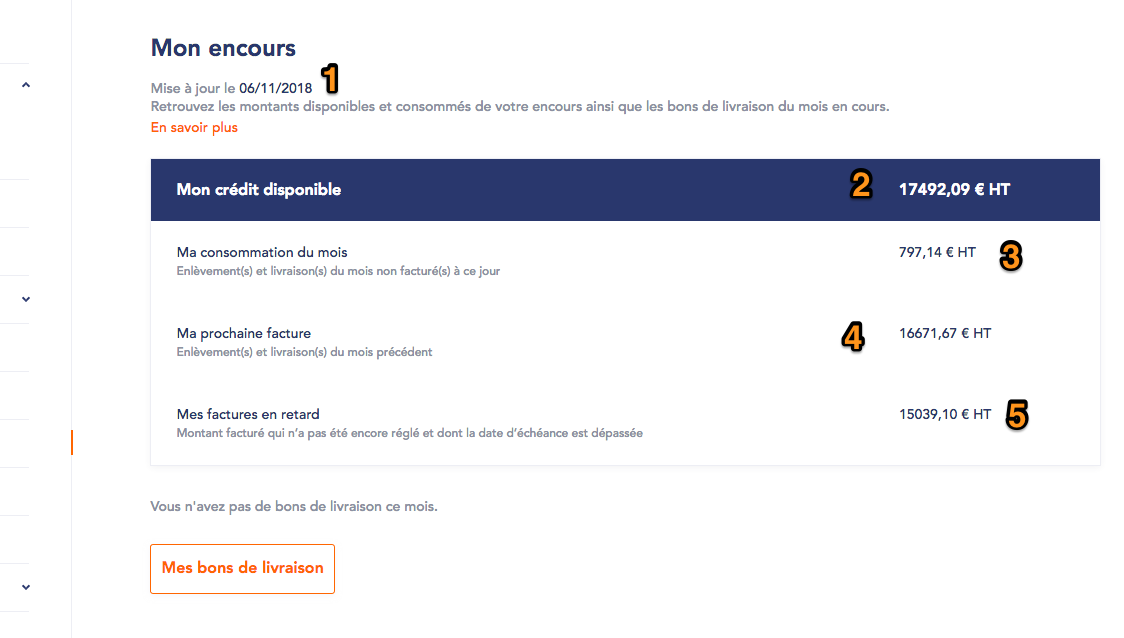 Mon encours
Mise à jour le 06/11/2018 1
Retrouvez les montants disponibles et consommés de votre encours ainsi que les bons de livraison du mois en cours.
En savoir plus
Mon crédit disponible 2 17492,09 € HT
Ma consommation du mois 797,14 € HT 3
Enlèvement(s) et livraison(s) du mois non facturé(s) à ce jour
Ma prochaine facture 4 16671,67 € HT
Enlèvement(s) et livraison(s) du mois précédent
Mes factures en retard 15039,10 € HT 5
Montant facturé qui n’a pas été encore réglé et dont la date d’échéance est dépassée
Vous n'avez pas de bons de livraison ce mois.
Mes bons de livraison